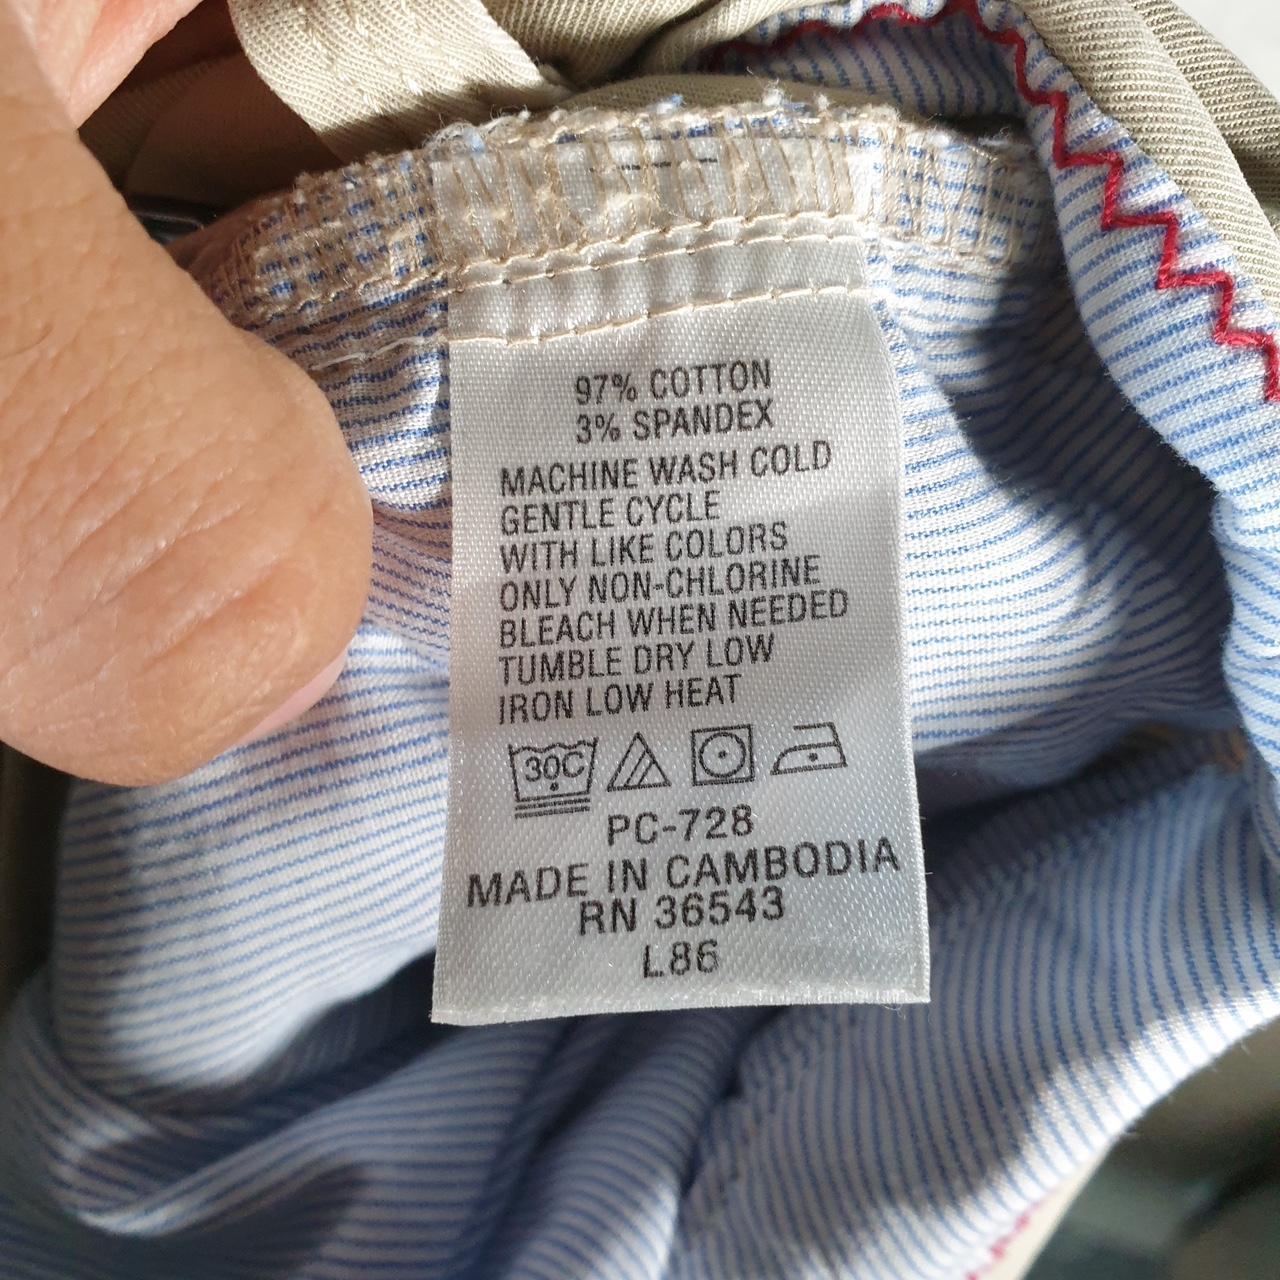 97% COTTON
3% SPANDEX
MACHINE WASH COLD
GENTLE CYCLE
WITH LIKE COLORS
ONLY NON-CHLORINE
BLEACH WHEN NEEDED
TUMBLE DRY LOW
IRON LOW HEAT
30C
PC-728
MADE IN CAMBODIA
RN 36543
L86